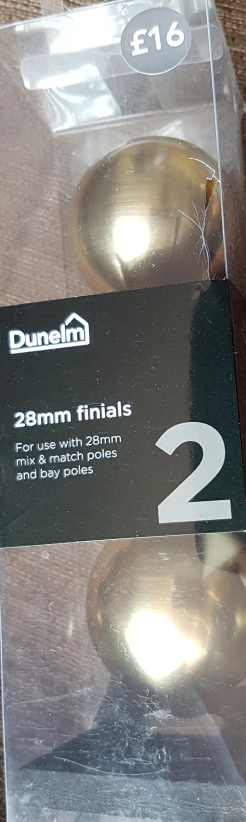 £16
Dunelm
28mm finials
For use with 28mm
mix & match poles
and bay poles
2